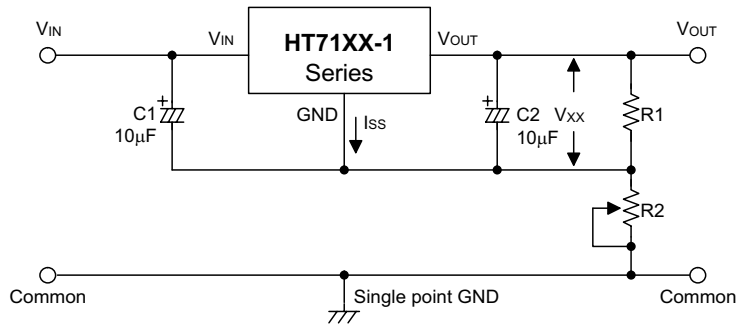 VIN
VIN
HT71XX-1
Series
VOUT
VOUT
GND
ISS
C1
10µF
C2
10µF
VXX
R1
R2
Common
Single point GND
Common